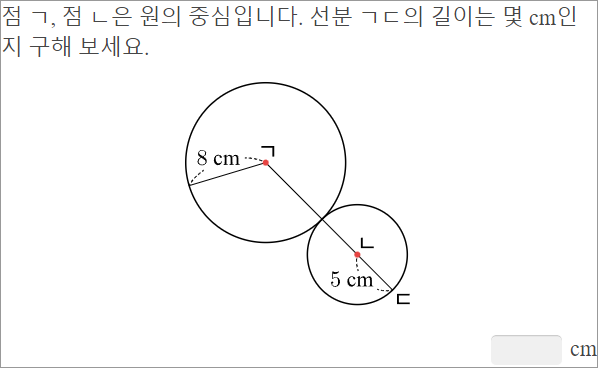 점 ㄱ, 점 ㄴ은 원의 중심입니다. 선분 ㄱㄷ의 길이는 몇 cm인
지 구해 보세요.
ㄱ
8 cm
ㄴ
5 cm
ㄷ
cm